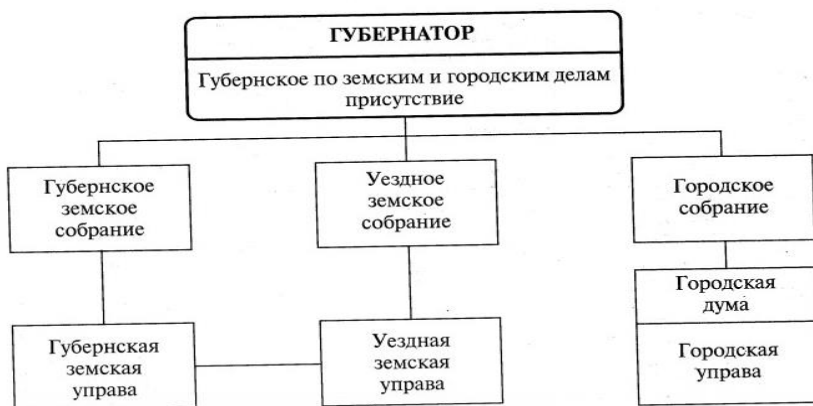 ГУБЕРНАТОР
Губернское по земским и городским делам
присутствие
Губернское
земское
собрание
Уездное
земское
собрание
Городское
собрание
Городская
дума
Губернская
земская
управа
Уездная
земская
управа
Городская
управа